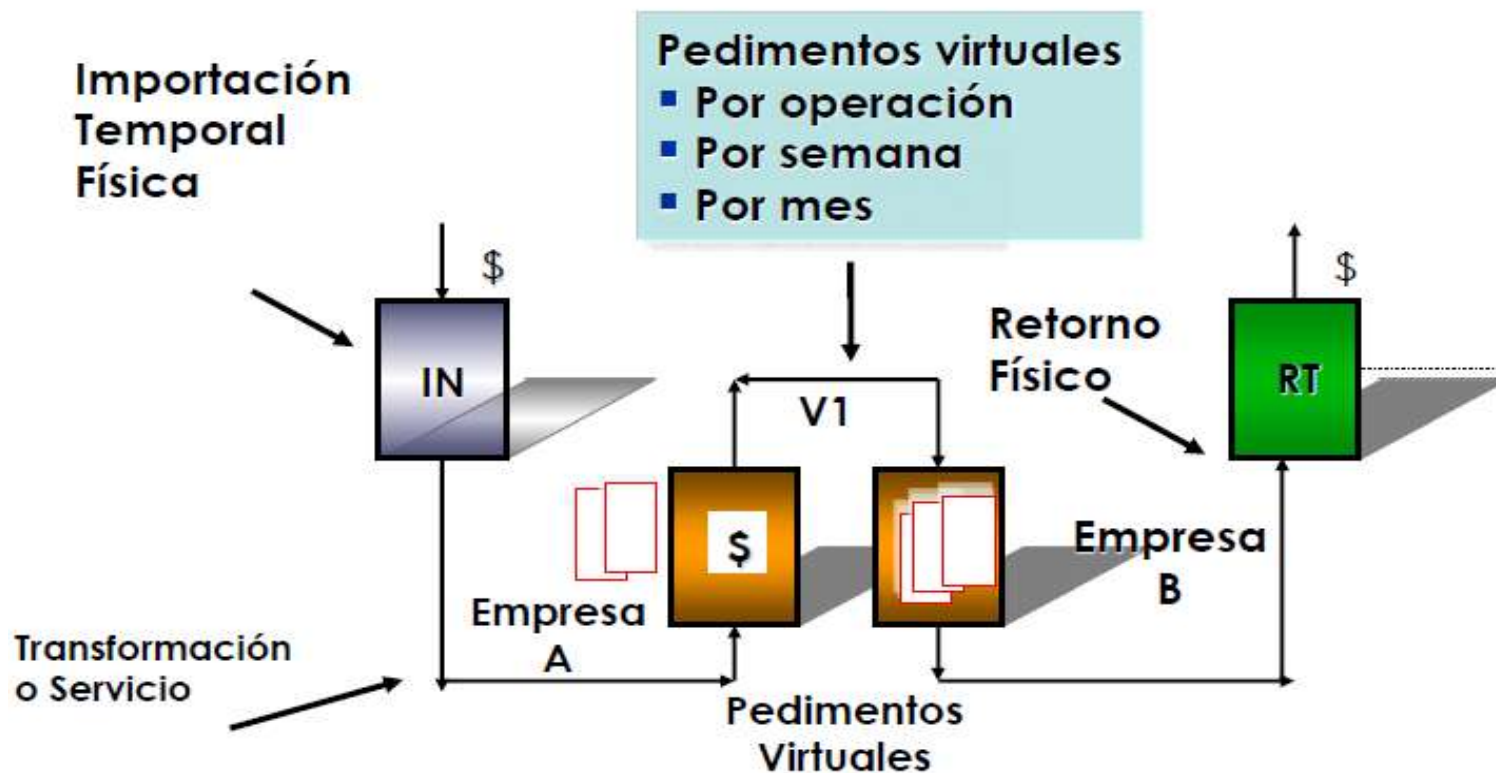 Importación
Temporal
Física
Pedimentos virtuales
▪ Por operación
▪ Por semana
▪ Por mes
$
$
IN
V1
Retorno
Físico
RT
$
Empresa
A
Empresa
B
Transformación
o Servicio
Pedimentos
Virtuales